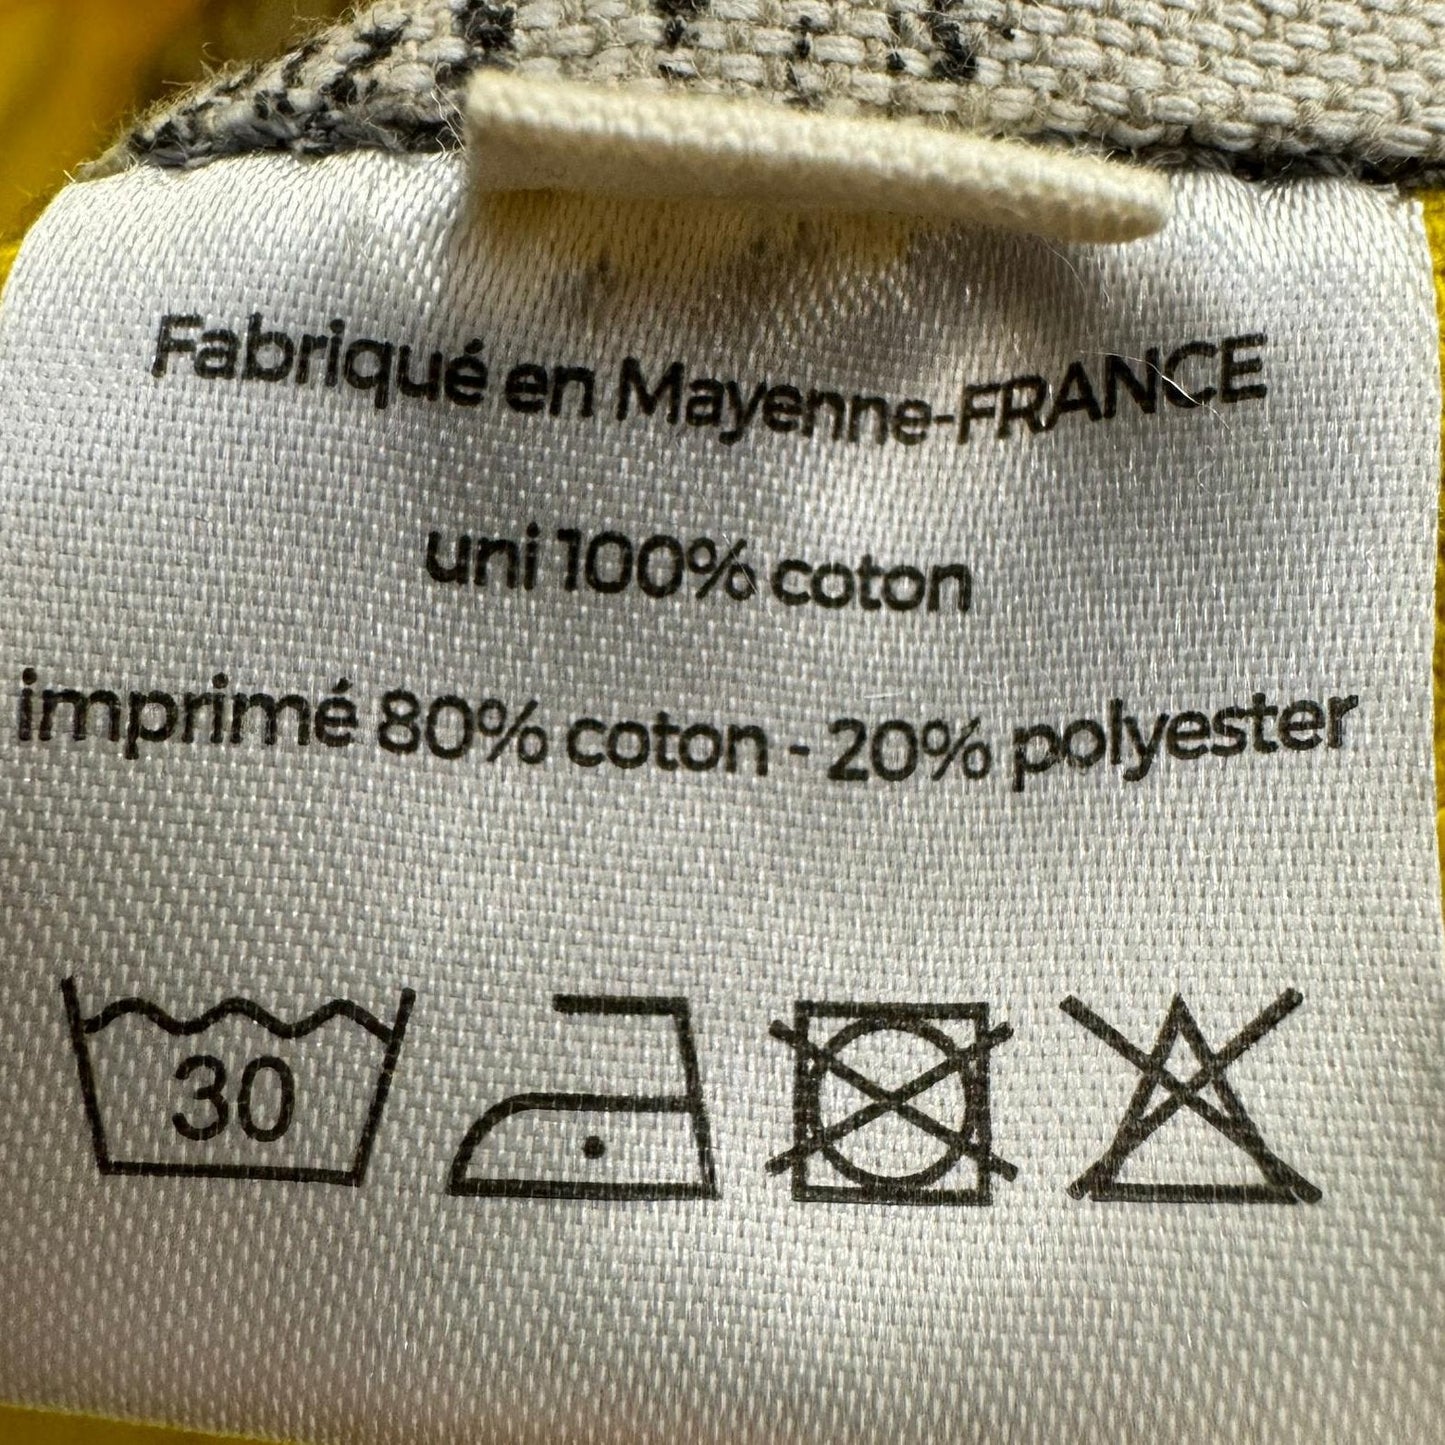 Fabriqué en Mayenne-FRANCE
uni 100% coton
imprimé 80% coton - 20% polyester
30